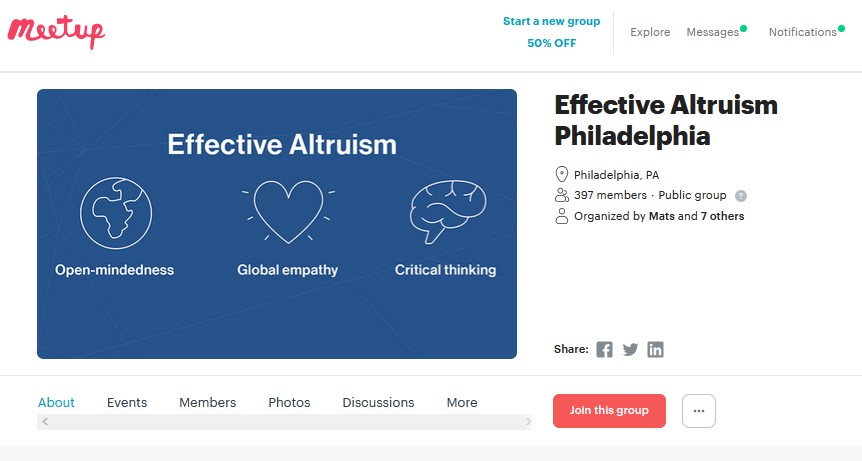 Meetup
Start a new group
50% OFF
Explore
Messages
Notifications
Effective Altruism
Open-mindedness
Global empathy
Critical thinking
Effective Altruism
Philadelphia
Philadelphia, PA
397 members · Public group ?
Organized by Mats and 7 others
Share:
About
Events
Members
Photos
Discussions
More
Join this group